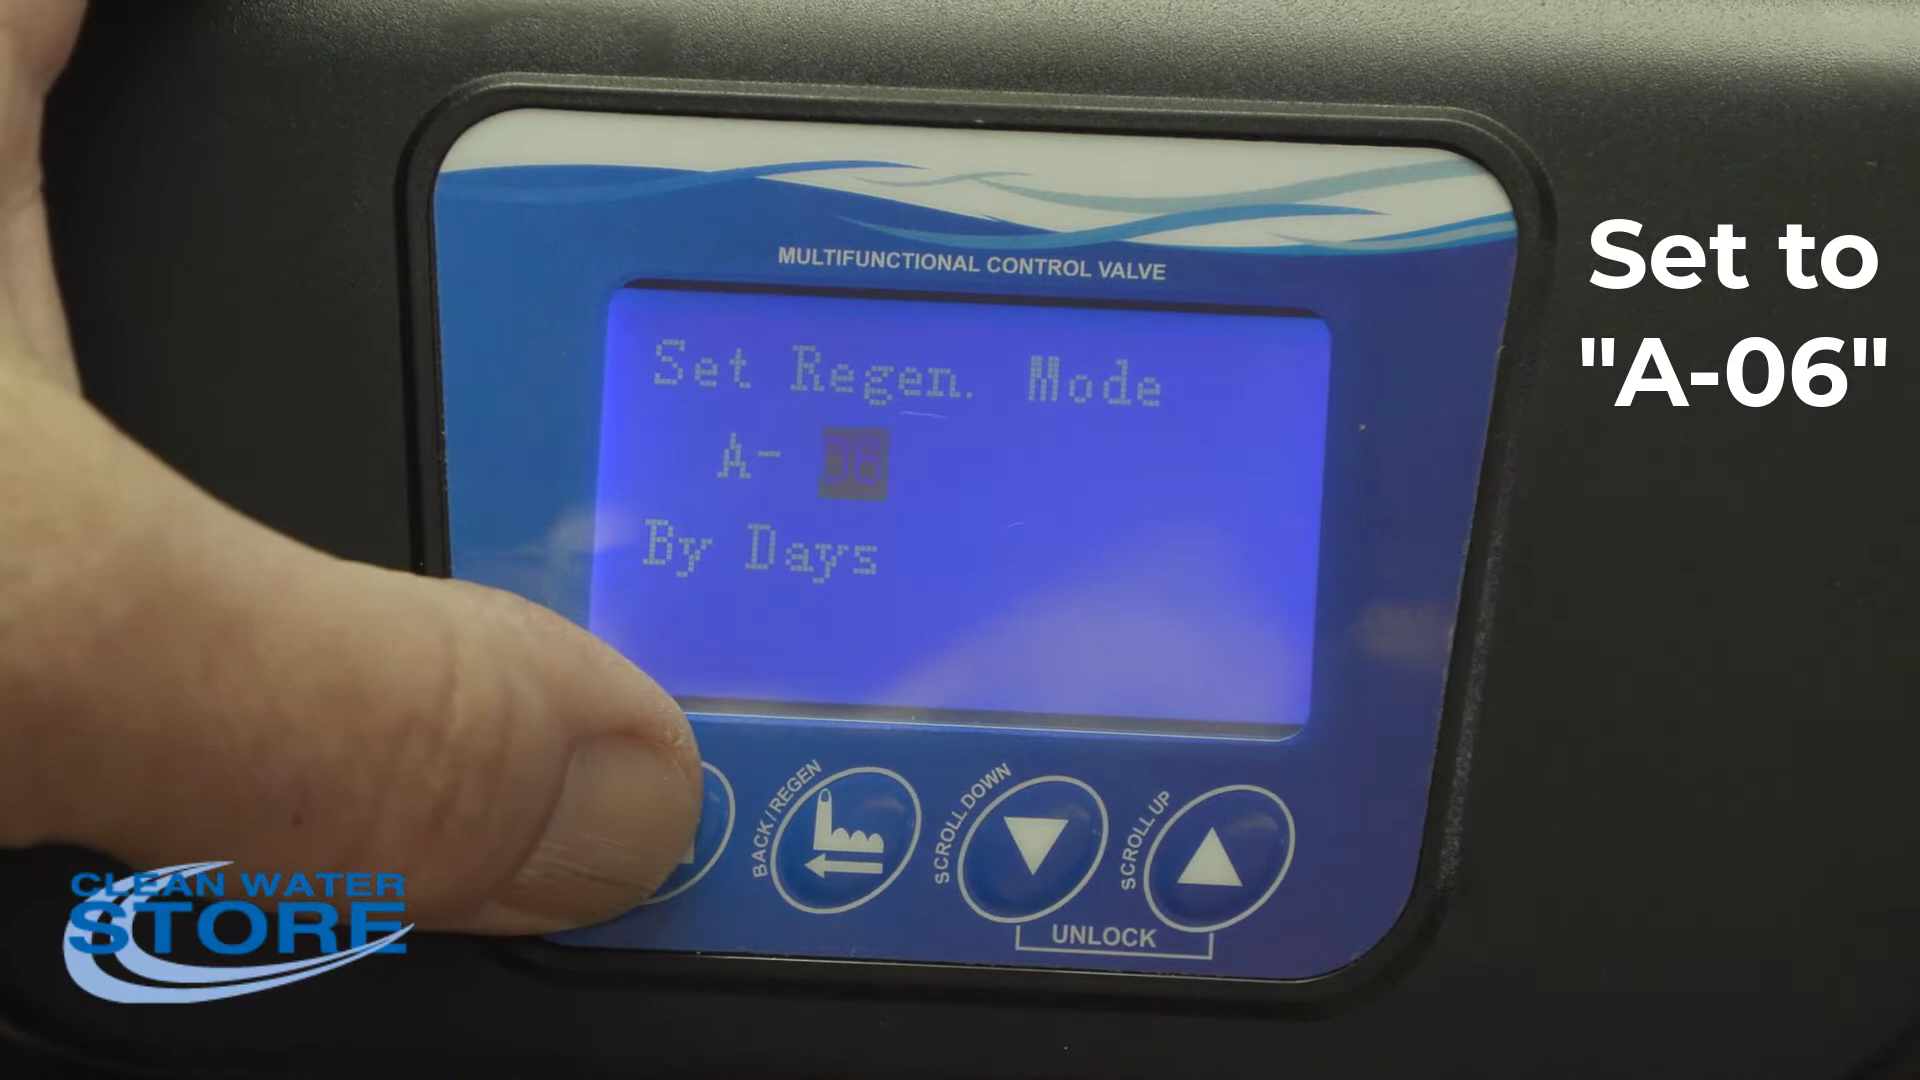 MULTIFUNCTIONAL CONTROL VALVE
Set to
"A-06"
Set Regen. Mode
A- 06
By Days
BACK/REGEN
SCROLL DOWN
SCROLL UP
UNLOCK
CLEAN WATER
STORE